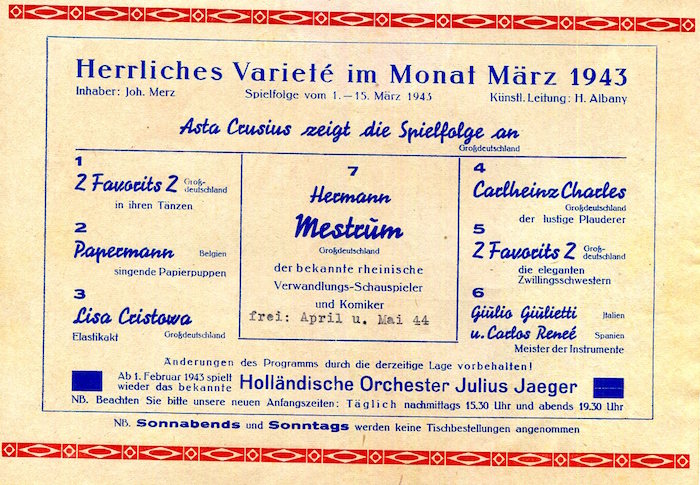 Herrliches Varieté im Monat März 1943
Inhaber: Joh. Merz Spielfolge vom 1.—15. März 1943 Künstl. Leitung: H. Albany
Asta Crusius zeigt die Spielfolge an
Großdeutschland
1
2 Favorits 2 Groß-
deutschland
in ihren Tänzen
2
Papermann Belgien
singende Papierpuppen
3
Lisa Cristowa
Elastikakt Großdeutschland
7
Hermann
Mestrům
Großdeutschland
der bekannte rheinische
Verwandlungs-Schauspieler
und Komiker
frei: April u. Mai 44
4
Carlheinz Charles
Großdeutschland
der lustige Plauderer
5
2 Favorits 2 Groß-
deutschland
die eleganten
Zwillingsschwestern
6
Giŭlio Giŭlietti Italien
u. Carlos Reneé Spanien
Meister der Instrumente
Änderungen des Programms durch die derzeitige Lage vorbehalten!
Ab 1. Februar 1943 spielt
wieder das bekannte Holländische Orchester Julius Jaeger
NB. Beachten Sie bitte unsere neuen Anfangszeiten: Täglich nachmittags 15.30 Uhr und abends 19.30 Uhr
NB. Sonnabends und Sonntags werden keine Tischbestellungen angenommen